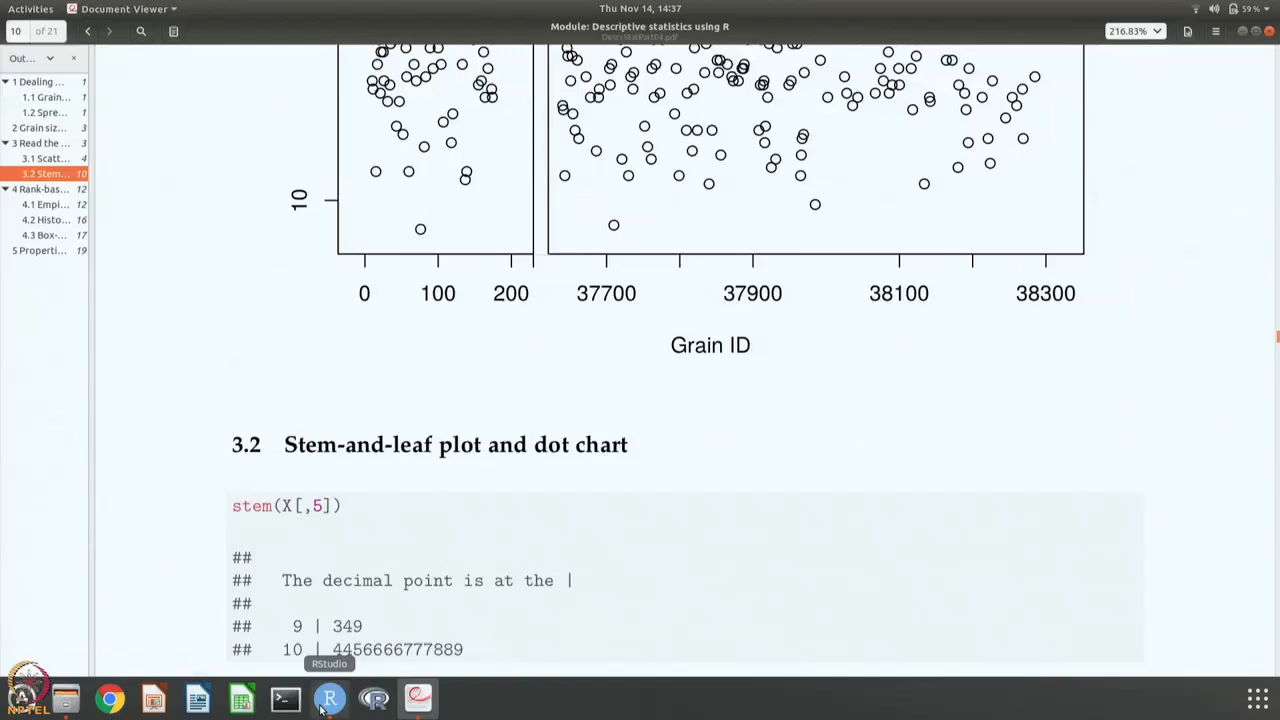 Activities
Document Viewer
Thu Nov 14, 14:37
59 %
10
of 21
Module: Descriptive statistics using R
DescrStatPart04.pdf
216.83%
Out...
1 Dealing ... 1
1.1 Grain... 1
1.2 Spre... 1
2 Grain siz... 3
3 Read the ... 3
3.1 Scatt... 4
3.2 Stem... 10
4 Rank-bas... 12
4.1 Empi... 12
4.2 Histo... 16
4.3 Box-... 17
5 Properti... 19
10
0 100 200 37700 37900 38100 38300
Grain ID
3.2 Stem-and-leaf plot and dot chart
stem(X[,5])
##
## The decimal point is at the |
##
## 9 | 349
## 10 | 4456666777889
RStudio
NPTEL